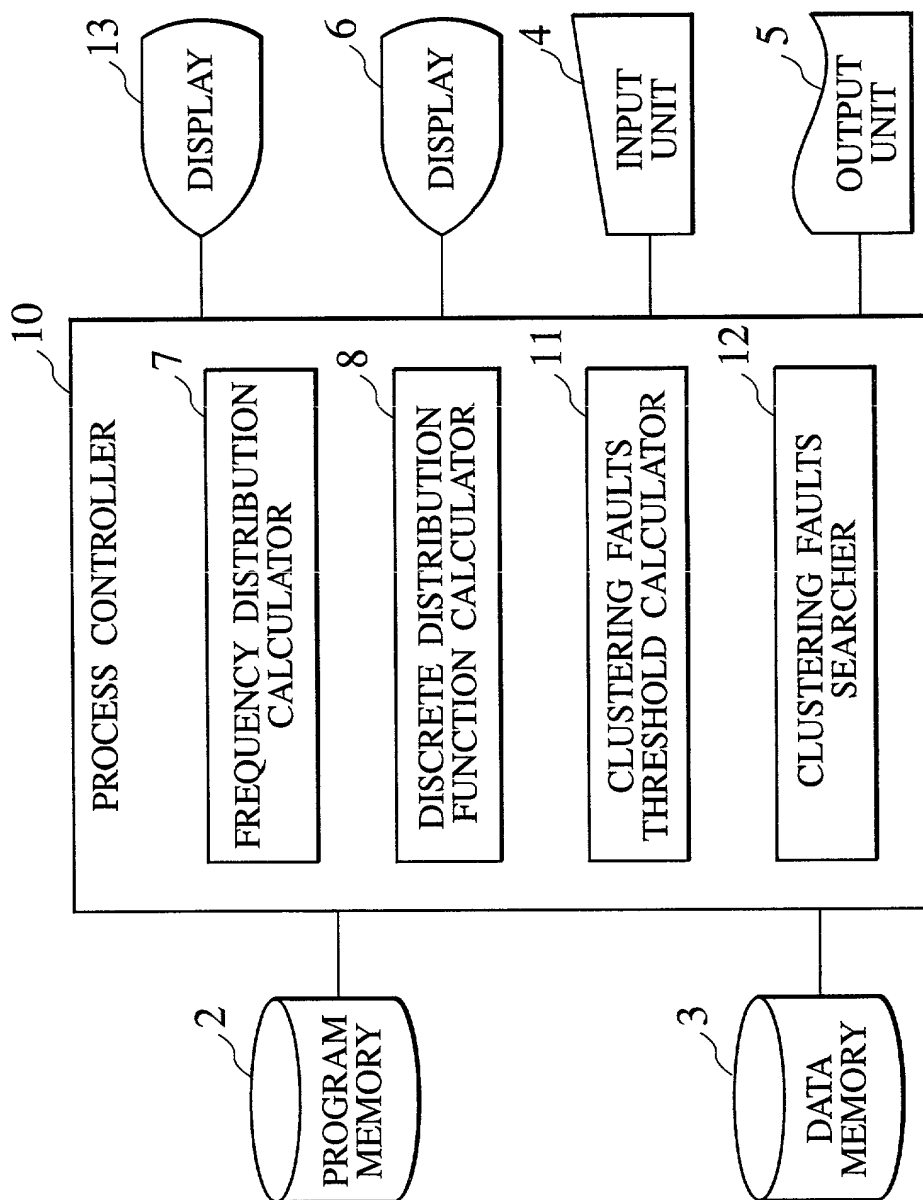 10
PROCESS CONTROLLER
7
FREQUENCY DISTRIBUTION
CALCULATOR
8
DISCRETE DISTRIBUTION
FUNCTION CALCULATOR
11
CLUSTERING FAULTS
THRESHOLD CALCULATOR
12
CLUSTERING FAULTS
SEARCHER
2
PROGRAM
MEMORY
3
DATA
MEMORY
13
DISPLAY
6
DISPLAY
4
INPUT
UNIT
5
OUTPUT
UNIT